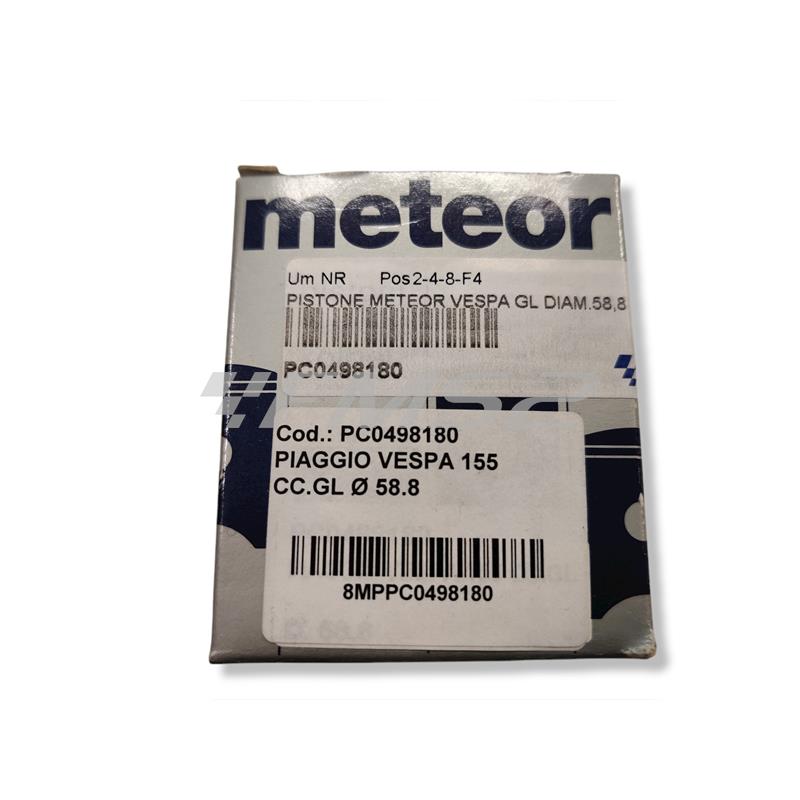 meteor
Um NR Pos2-4-8-F4
PISTONE METEOR VESPA GL DIAM.58,8
PC0498180
Cod.: PC0498180
PIAGGIO VESPA 155
CC.GL Ø 58.8
8MPPC0498180